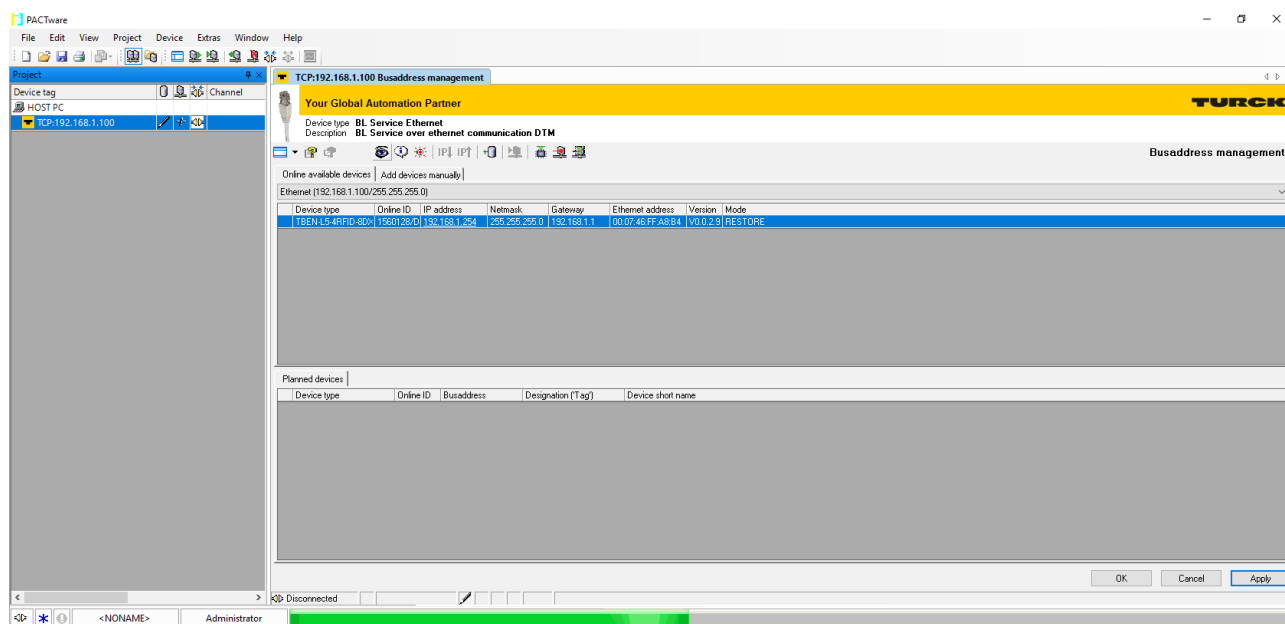 PACTware
File Edit View Project Device Extras Window Help
Project
TCP:192.168.1.100 Busaddress management
Device tag Channel
HOST PC
TCP:192.168.1.100
Your Global Automation Partner
TURCK
Device type BL Service Ethernet
Description BL Service over ethernet communication DTM
Busaddress management
Online available devices Add devices manually
Ethernet (192.168.1.100/255.255.255.0)
Device type Online ID IP address Netmask Gateway Ethernet address Version Mode
TBEN-L5-4RFID-8DX 1560128/D 192.168.1.254 255.255.255.0 192.168.1.1 00:07:46:FF:A8:B4 V0.0.2.9 RESTORE
Planned devices
Device type Online ID Busaddress Designation ('Tag') Device short name
OK Cancel Apply
Disconnected
<NONAME> Administrator